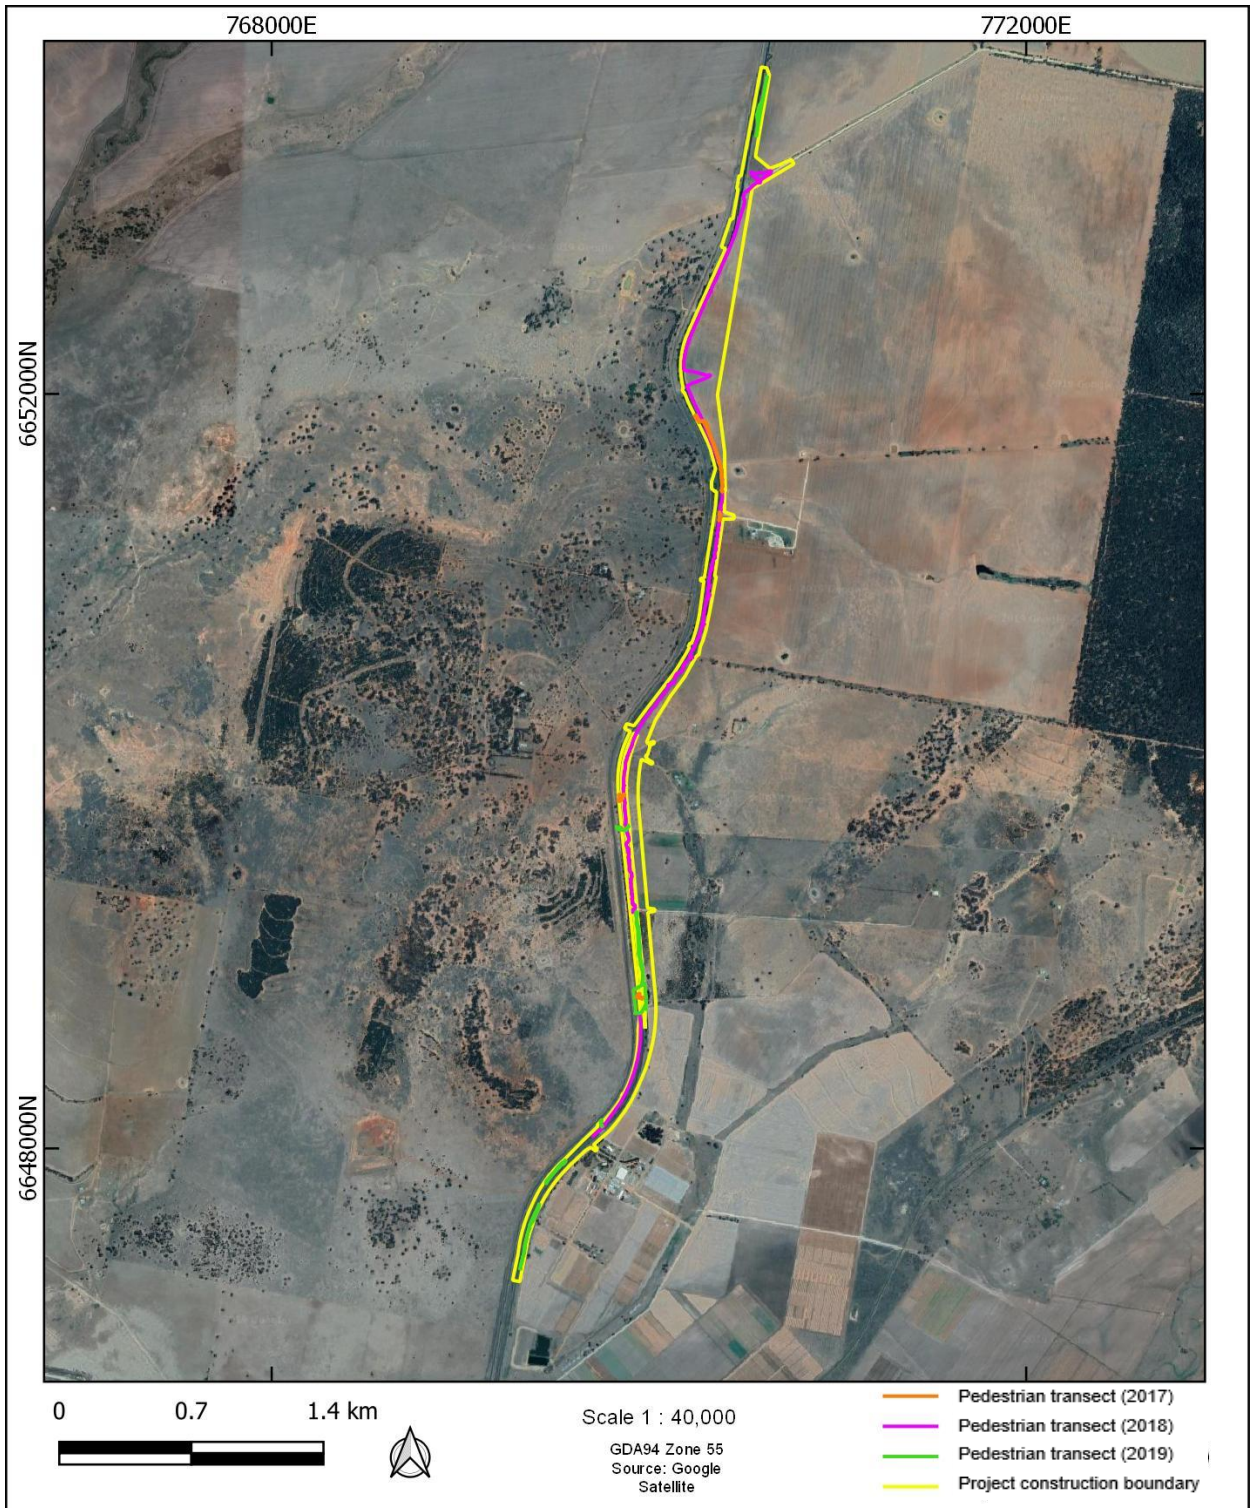 768000E 772000E
6652000N
6648000N
0 0.7 1.4 km
Scale 1 : 40,000
GDA94 Zone 55
Source: Google
Satellite
Pedestrian transect (2017)
Pedestrian transect (2018)
Pedestrian transect (2019)
Project construction boundary